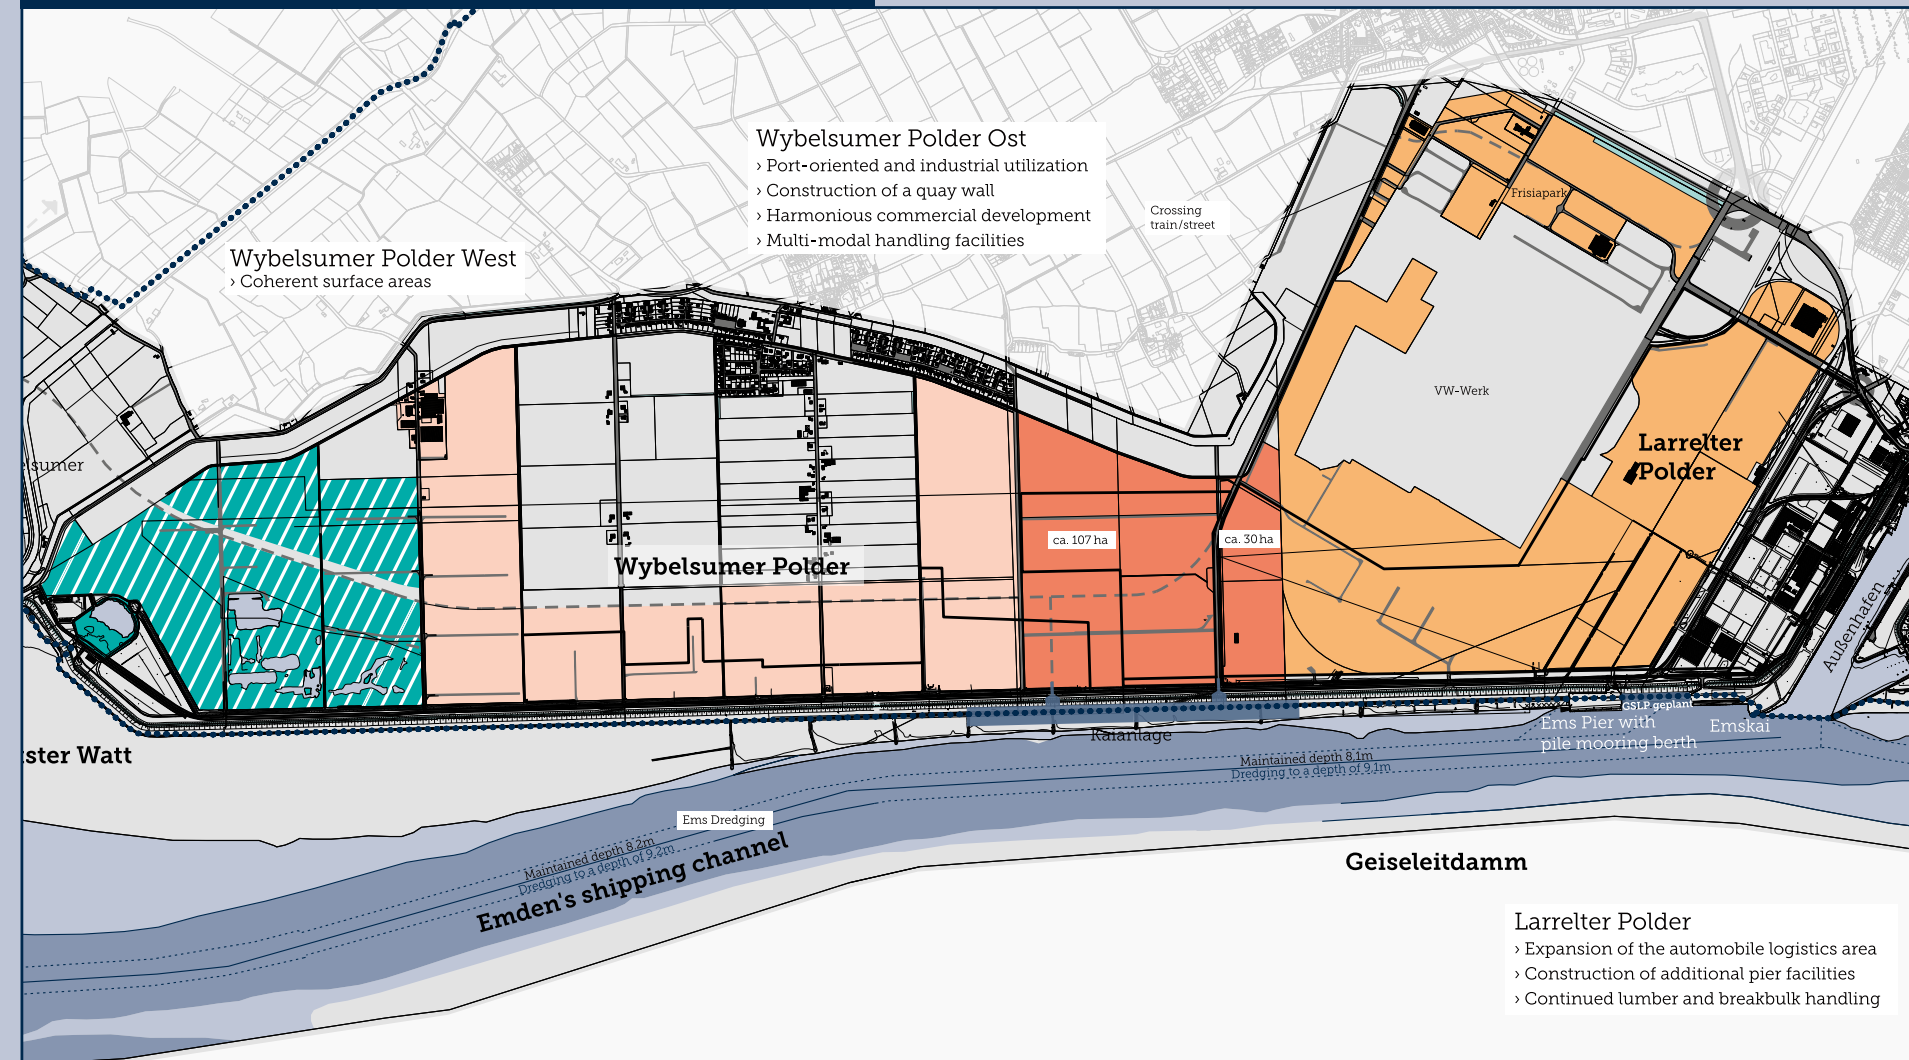 Wybelsumer Polder Ost
› Port-oriented and industrial utilization
› Construction of a quay wall
› Harmonious commercial development
› Multi-modal handling facilities
Crossing
train/street
Wybelsumer Polder West
› Coherent surface areas
Frisiapark
VW-Werk
Larrelter
Polder
elsumer
ca. 107 ha
ca. 30 ha
Wybelsumer Polder
Außenhafen
GSLP geplant
Ems Pier with
pile mooring berth
Emskai
Kaianlage
ster Watt
Maintained depth 8.1m
Dredging to a depth of 9.1m
Ems Dredging
Maintained depth 8.2m
Dredging to a depth of 9.2m
Emden's shipping channel
Geiseleitdamm
Larrelter Polder
› Expansion of the automobile logistics area
› Construction of additional pier facilities
› Continued lumber and breakbulk handling